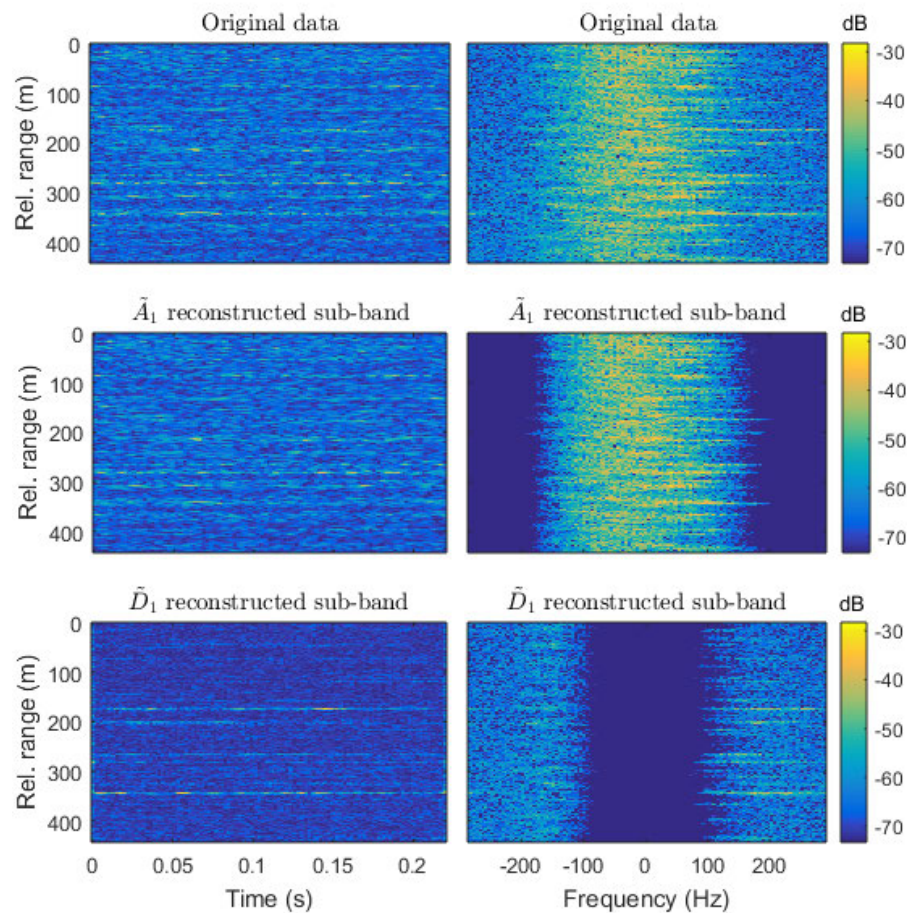 Original data
Original data
dB
Rel. range (m)
0
100
200
300
400
-30
-40
-50
-60
-70
Ã₁ reconstructed sub-band
Ã₁ reconstructed sub-band
dB
Rel. range (m)
0
100
200
300
400
-30
-40
-50
-60
-70
D̃₁ reconstructed sub-band
D̃₁ reconstructed sub-band
dB
Rel. range (m)
0
100
200
300
400
-30
-40
-50
-60
-70
0 0.05 0.1 0.15 0.2
-200 -100 0 100 200
Time (s)
Frequency (Hz)